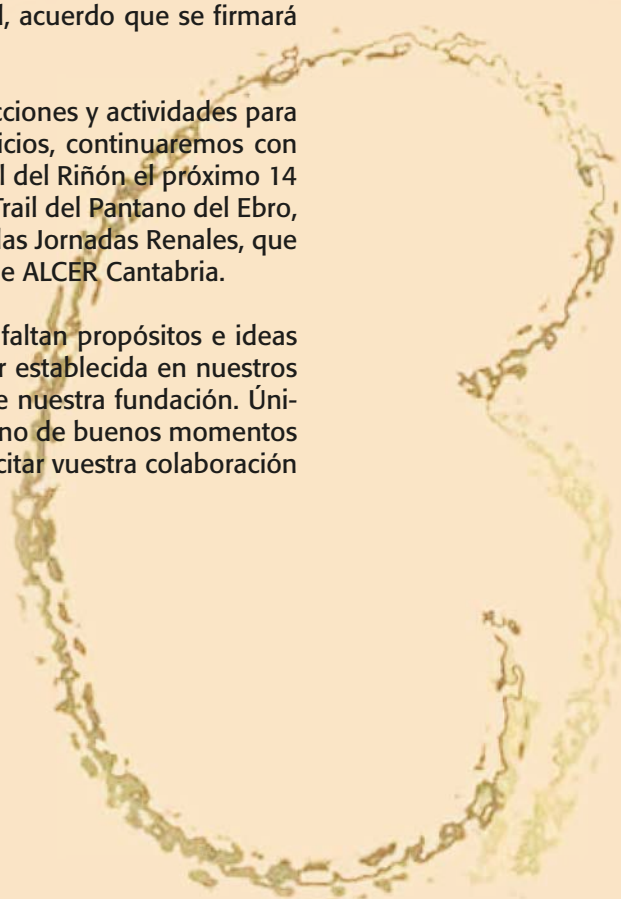 l, acuerdo que se firmará
cciones y actividades para
icios, continuaremos con
l del Riñón el próximo 14
Trail del Pantano del Ebro,
las Jornadas Renales, que
e ALCER Cantabria.
faltan propósitos e ideas
r establecida en nuestros
e nuestra fundación. Úni-
no de buenos momentos
citar vuestra colaboración